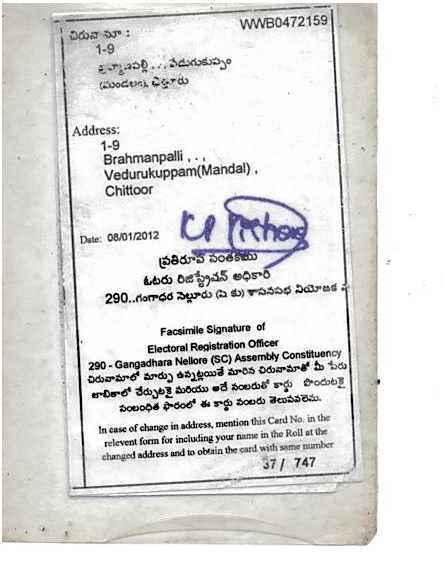 WWB0472159
చిరునామా :
1-9
బ్రహ్మణపల్లి . , . వేదురుకుప్పం
(మండలం), చిత్తూరు
Address:
1-9
Brahmanpalli , . ,
Vedurukuppam(Mandal) ,
Chittoor
Date: 08/01/2012
ప్రతిరూప సంతకము
ఓటరు రిజిస్ట్రేషన్ అధికారి
290..గంగాధర నెల్లూరు (షె కు) శాసనసభ నియోజక
Facsimile Signature of
Electoral Registration Officer
290 - Gangadhara Nellore (SC) Assembly Constituency
చిరునామాలో మార్పు ఉన్నట్లయితే మారిన చిరునామాతో మీ పేరు
జాబితాలో చేర్చుటకై మరియు అదే నంబరుతో కార్డు పొందుటకై
సంబంధిత ఫారంలో ఈ కార్డు నంబరు తెలుపవలెను.
In case of change in address, mention this Card No. in the
relevent form for including your name in the Roll at the
changed address and to obtain the card with same number
37 / 747